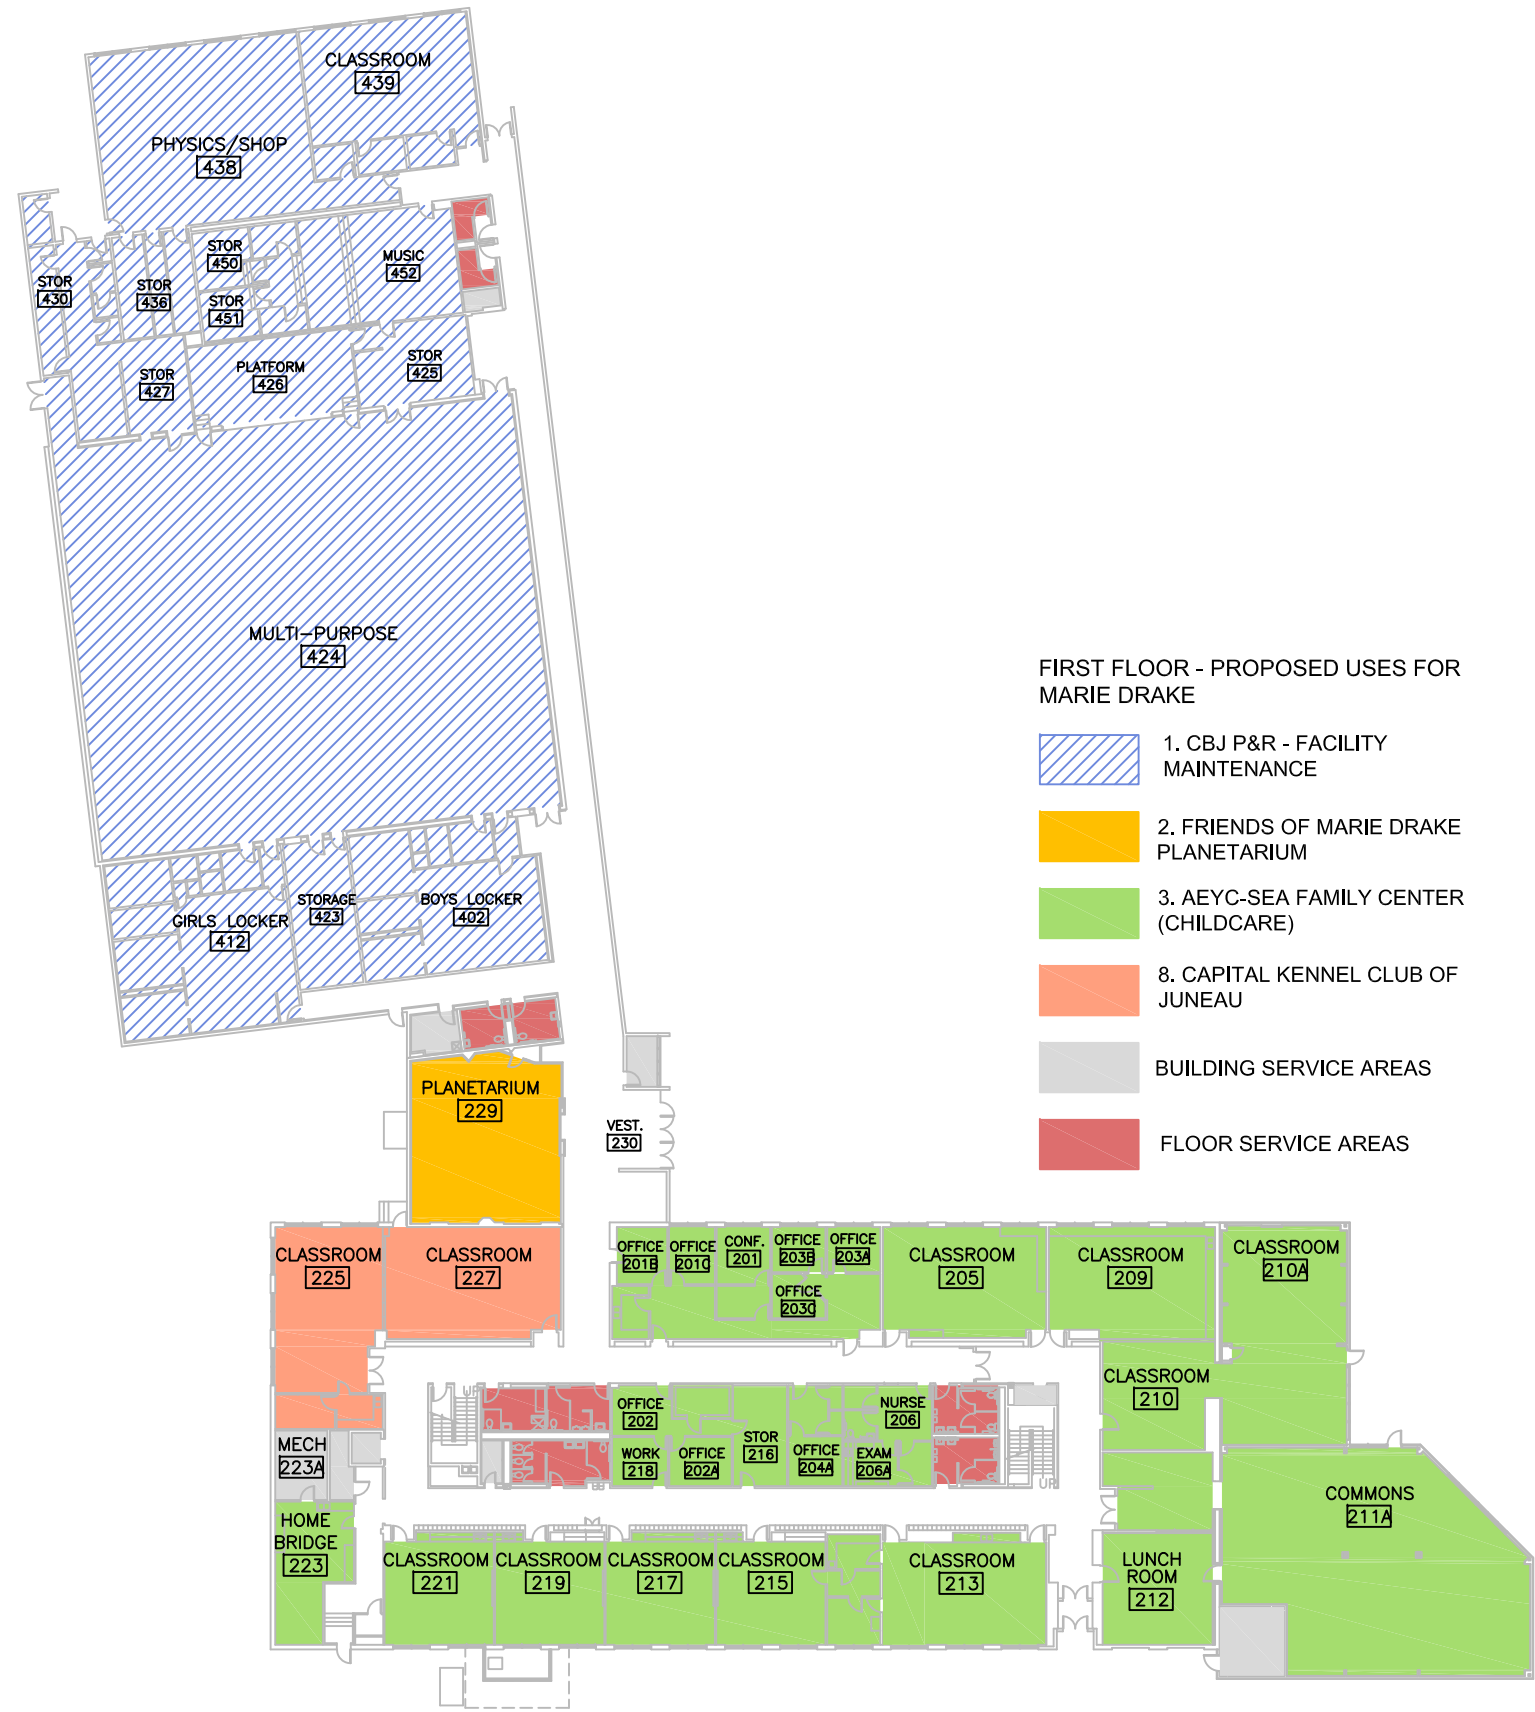 CLASSROOM
439
PHYSICS/SHOP
438
STOR
450
MUSIC
452
STOR
430
STOR
436
STOR
451
STOR
425
PLATFORM
426
STOR
427
MULTI-PURPOSE
424
FIRST FLOOR - PROPOSED USES FOR
MARIE DRAKE
1. CBJ P&R - FACILITY
MAINTENANCE
2. FRIENDS OF MARIE DRAKE
PLANETARIUM
3. AEYC-SEA FAMILY CENTER
(CHILDCARE)
8. CAPITAL KENNEL CLUB OF
JUNEAU
BUILDING SERVICE AREAS
FLOOR SERVICE AREAS
STORAGE
423
BOYS LOCKER
402
GIRLS LOCKER
412
PLANETARIUM
229
VEST.
230
CLASSROOM
225
CLASSROOM
227
OFFICE
201B
OFFICE
201C
CONF.
201
OFFICE
203B
OFFICE
203A
OFFICE
203C
CLASSROOM
205
CLASSROOM
209
CLASSROOM
210A
CLASSROOM
210
UP
OFFICE
202
WORK
218
OFFICE
202A
STOR
216
OFFICE
204A
NURSE
206
EXAM
206A
UP
MECH
223A
HOME
BRIDGE
223
COMMONS
211A
CLASSROOM
221
CLASSROOM
219
CLASSROOM
217
CLASSROOM
215
CLASSROOM
213
LUNCH
ROOM
212